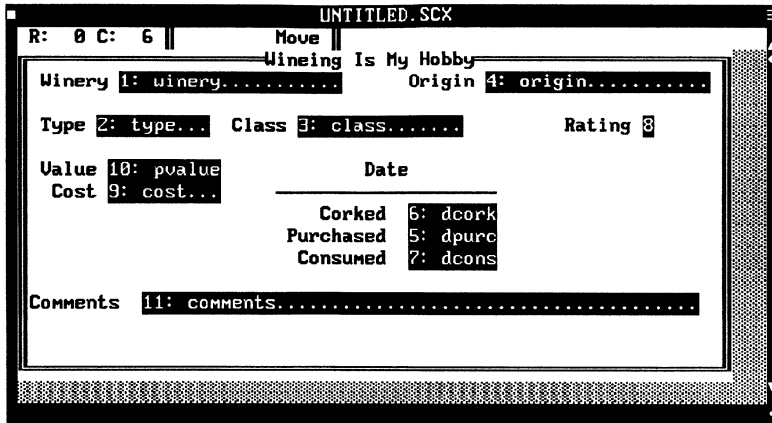 UNTITLED.SCX
R: 0 C: 6 Move
Wineing Is My Hobby
Winery 1: winery........... Origin 4: origin...........
Type 2: type... Class 3: class....... Rating 8
Value 10: pvalue Date
Cost 9: cost...
Corked 6: dcork
Purchased 5: dpurc
Consumed 7: dcons
Comments 11: comments......................................